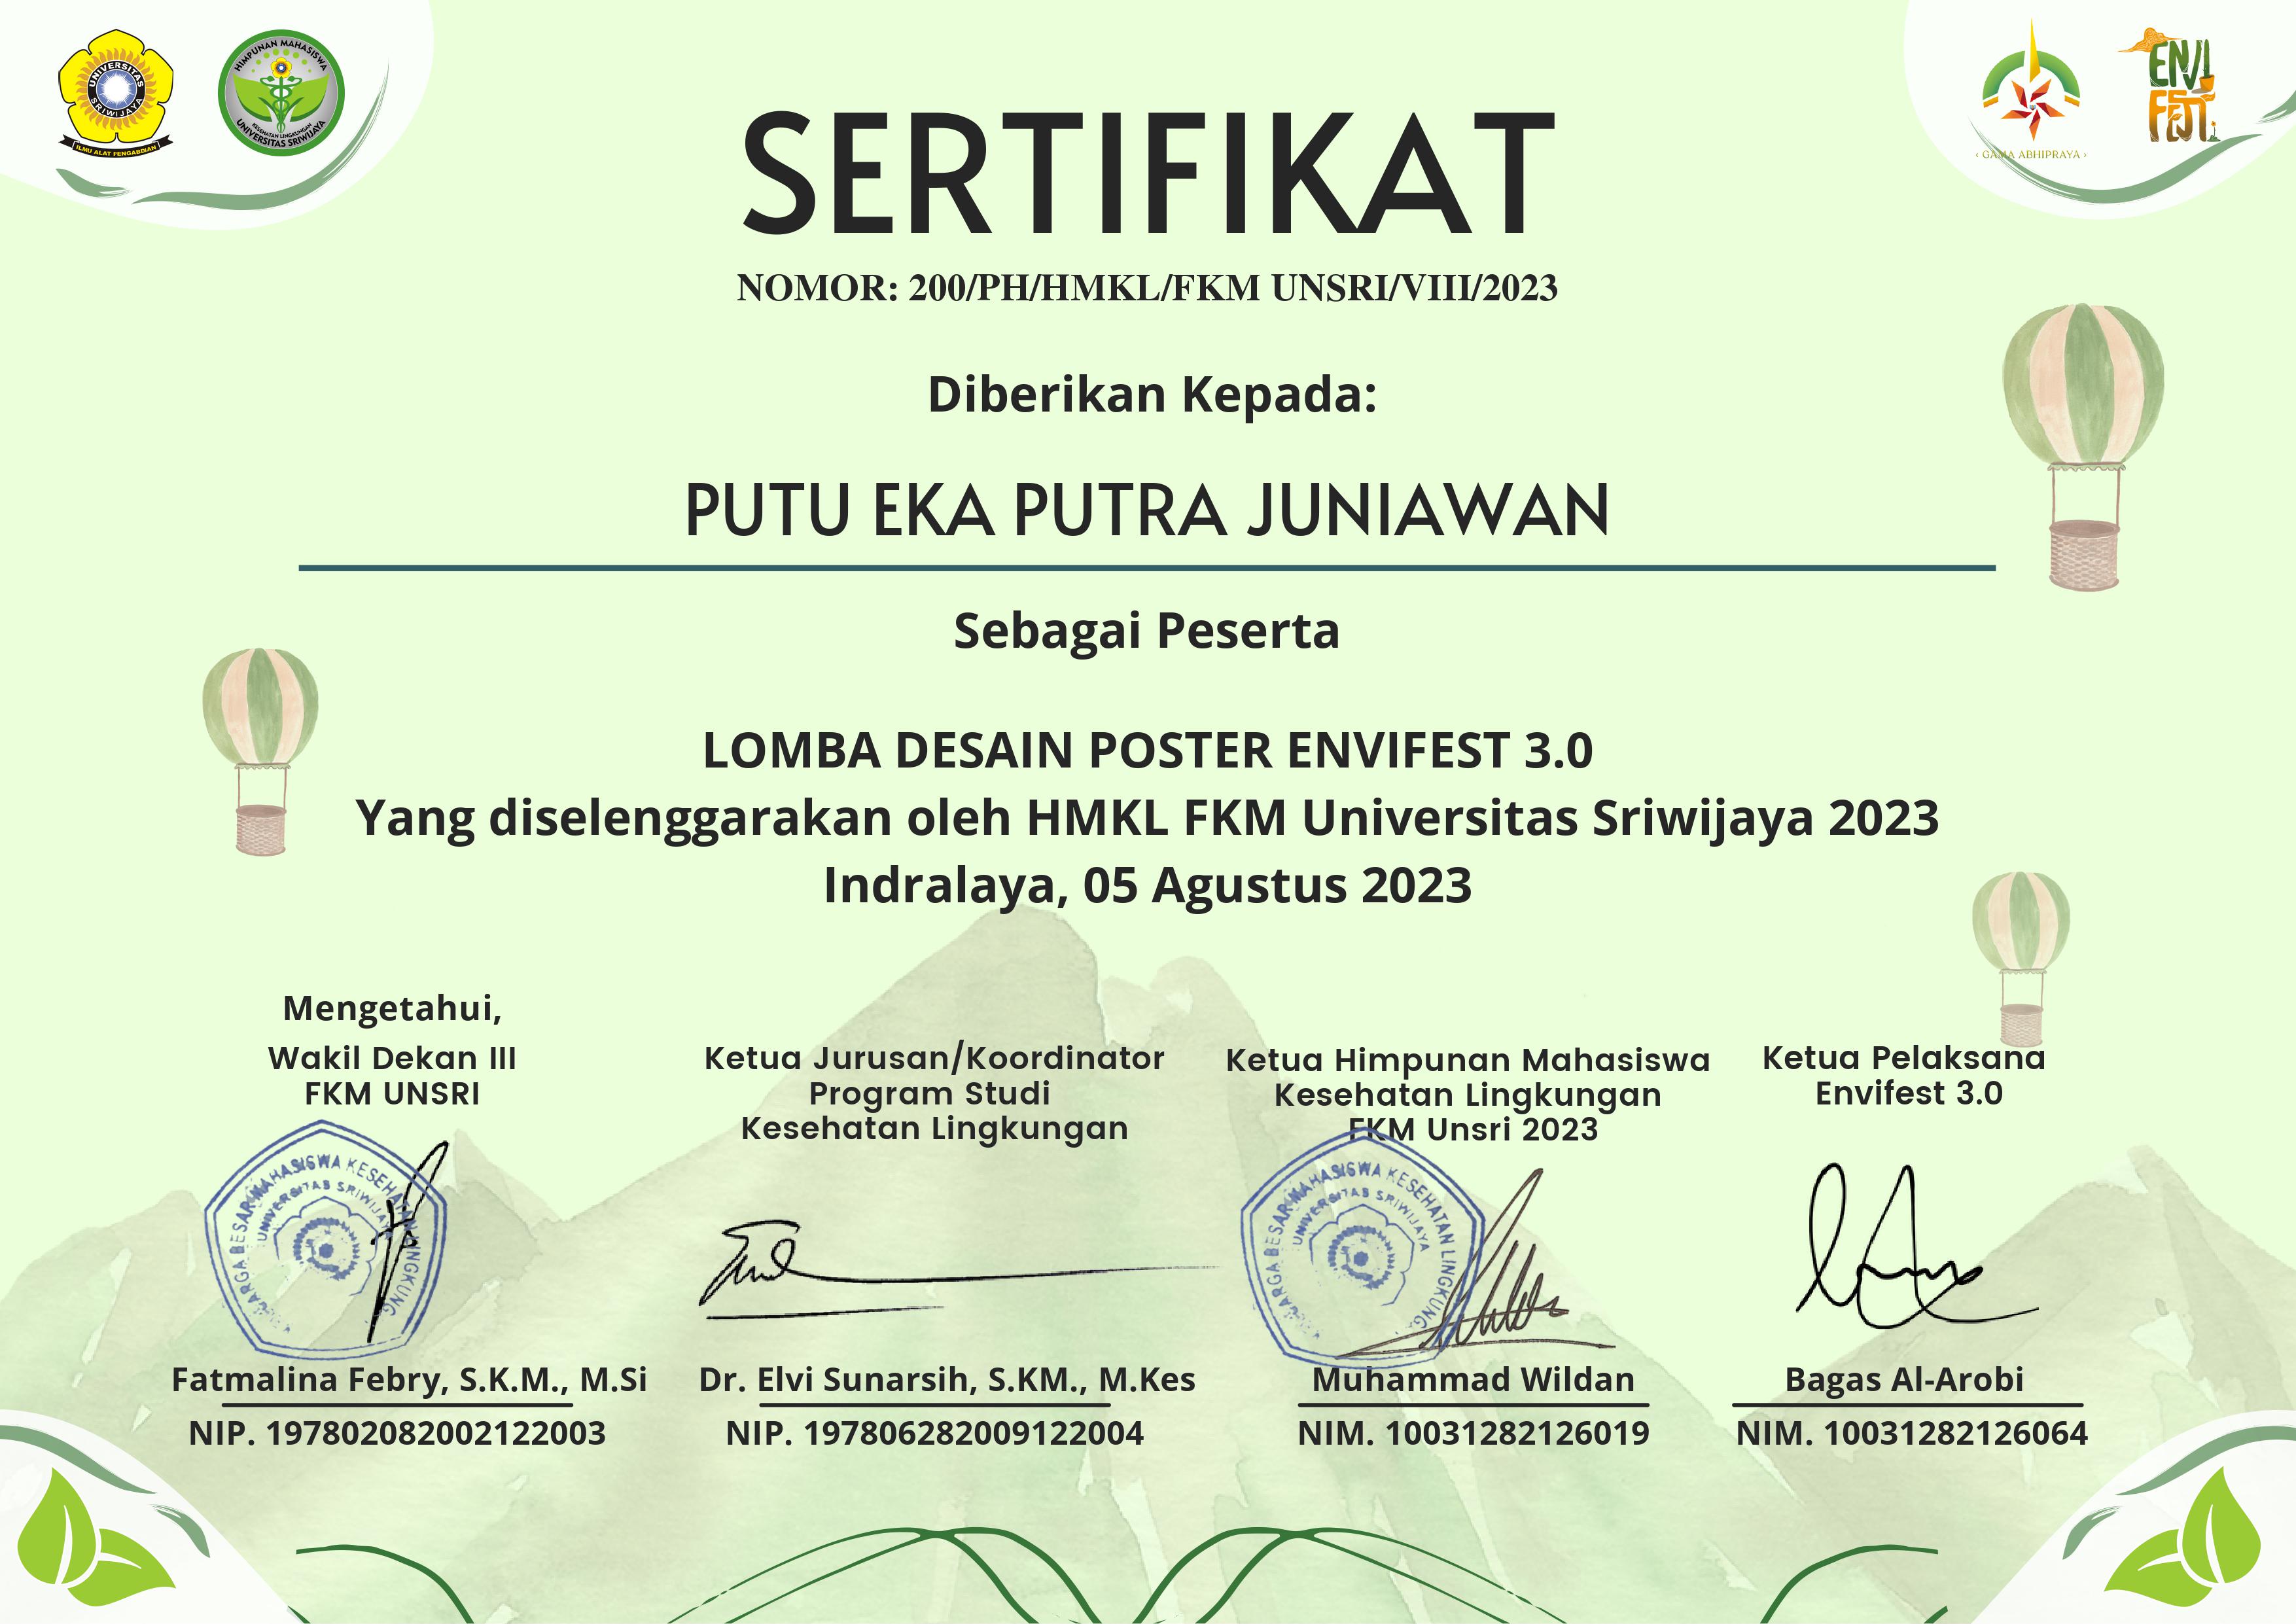 UNIVERSITAS SRIWIJAYA
ILMU ALAT PENGABDIAN
HIMPUNAN MAHASISWA
KESEHATAN LINGKUNGAN
UNIVERSITAS SRIWIJAYA
GAMA ABHIPRAYA
ENVI
FEST
SERTIFIKAT
NOMOR: 200/PH/HMKL/FKM UNSRI/VIII/2023
Diberikan Kepada:
PUTU EKA PUTRA JUNIAWAN
Sebagai Peserta
LOMBA DESAIN POSTER ENVIFEST 3.0
Yang diselenggarakan oleh HMKL FKM Universitas Sriwijaya 2023
Indralaya, 05 Agustus 2023
Mengetahui,
Wakil Dekan III
FKM UNSRI
KELUARGA BESAR MAHASISWA KESEHATAN LINGKUNGAN
UNIVERSITAS SRIWIJAYA
Fatmalina Febry, S.K.M., M.Si
NIP. 197802082002122003
Ketua Jurusan/Koordinator
Program Studi
Kesehatan Lingkungan
Dr. Elvi Sunarsih, S.KM., M.Kes
NIP. 197806282009122004
Ketua Himpunan Mahasiswa
Kesehatan Lingkungan
FKM Unsri 2023
KELUARGA BESAR MAHASISWA KESEHATAN LINGKUNGAN
UNIVERSITAS SRIWIJAYA
Muhammad Wildan
NIM. 10031282126019
Ketua Pelaksana
Envifest 3.0
Bagas Al-Arobi
NIM. 10031282126064